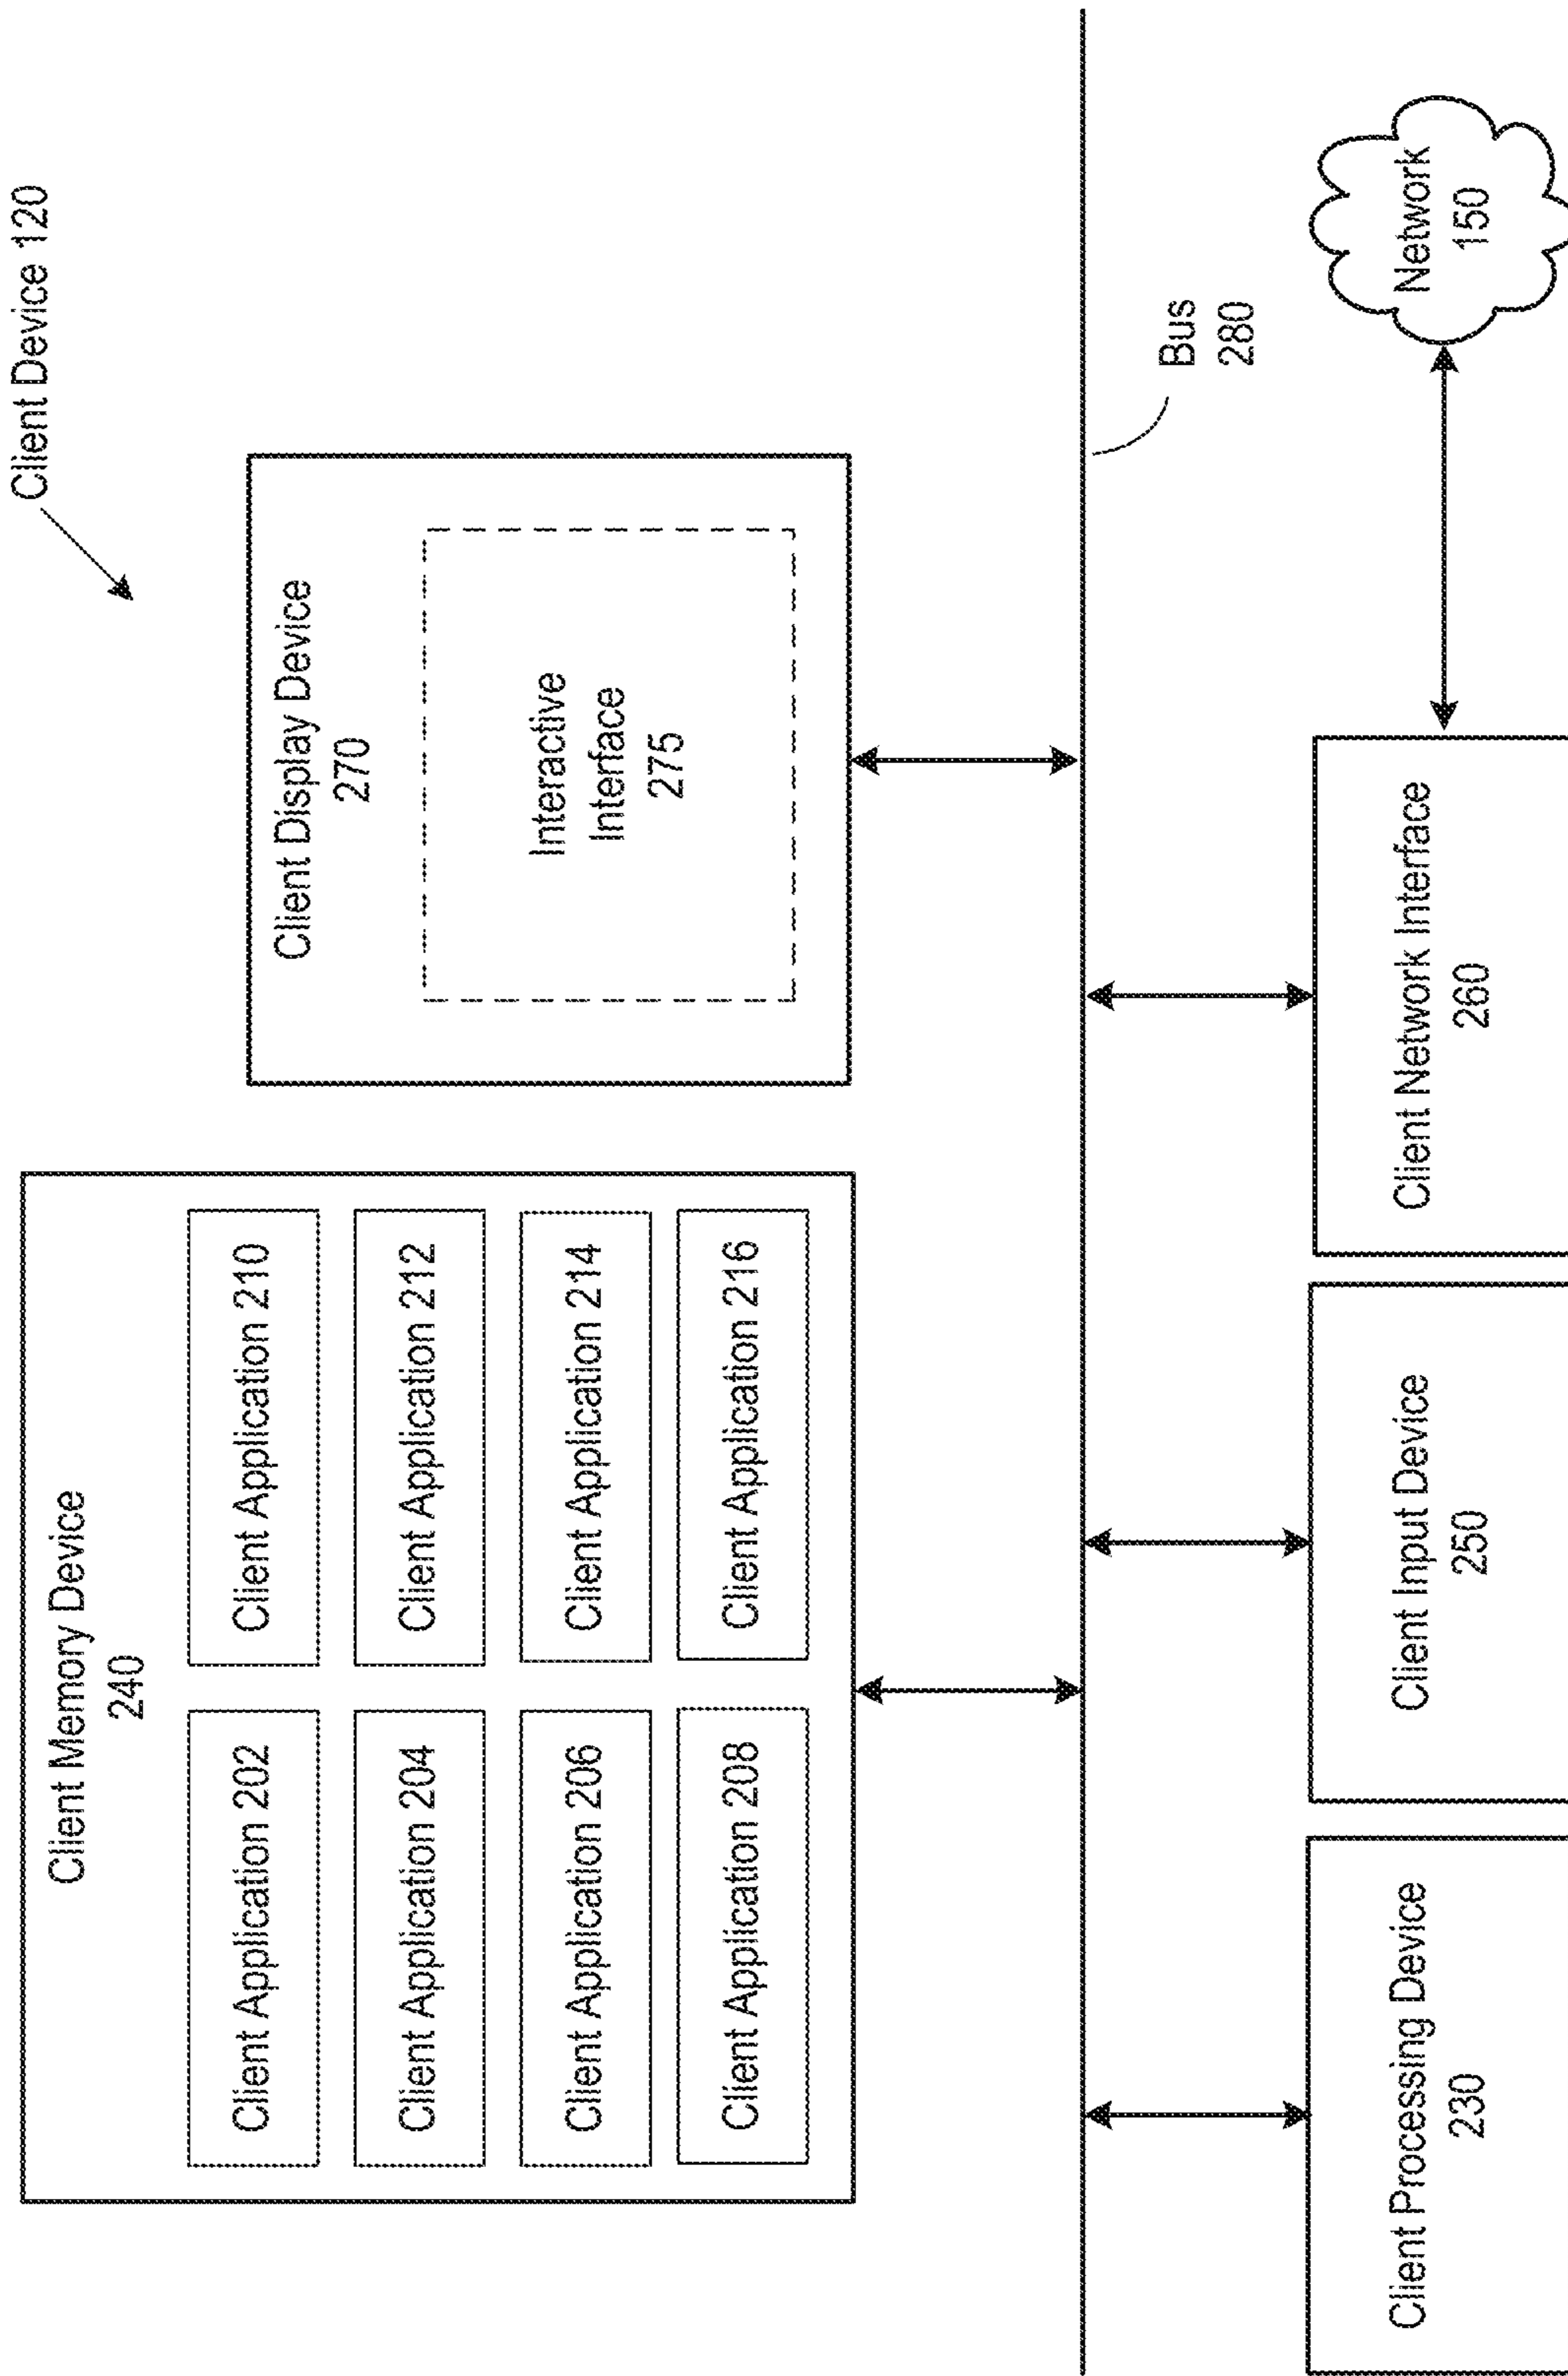 Client Device 120
Client Memory Device
240
Client Application 202
Client Application 210
Client Application 204
Client Application 212
Client Application 206
Client Application 214
Client Application 208
Client Application 216
Client Display Device
270
Interactive
Interface
275
Bus
280
Client Processing Device
230
Client Input Device
250
Client Network Interface
260
Network
150